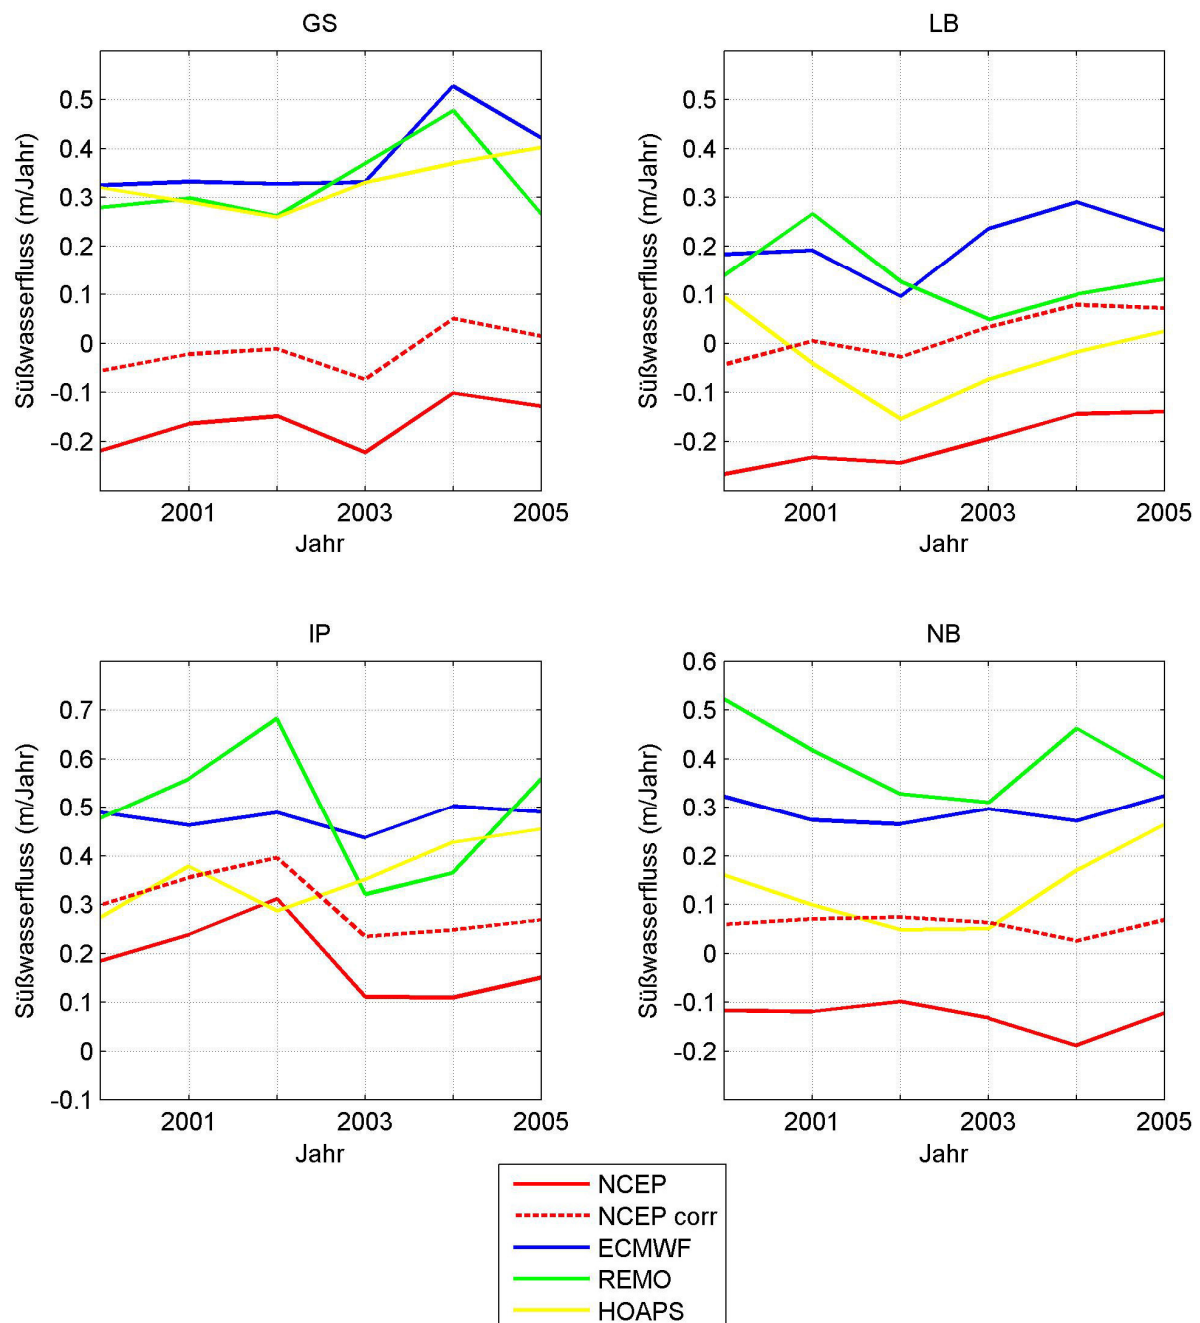 GS
Süßwasserfluss (m/Jahr)
0.5
0.4
0.3
0.2
0.1
0
-0.1
-0.2
2001 2003 2005
Jahr
LB
Süßwasserfluss (m/Jahr)
0.5
0.4
0.3
0.2
0.1
0
-0.1
-0.2
2001 2003 2005
Jahr
IP
Süßwasserfluss (m/Jahr)
0.7
0.6
0.5
0.4
0.3
0.2
0.1
0
-0.1
2001 2003 2005
Jahr
NB
Süßwasserfluss (m/Jahr)
0.6
0.5
0.4
0.3
0.2
0.1
0
-0.1
-0.2
2001 2003 2005
Jahr
NCEP
NCEP corr
ECMWF
REMO
HOAPS